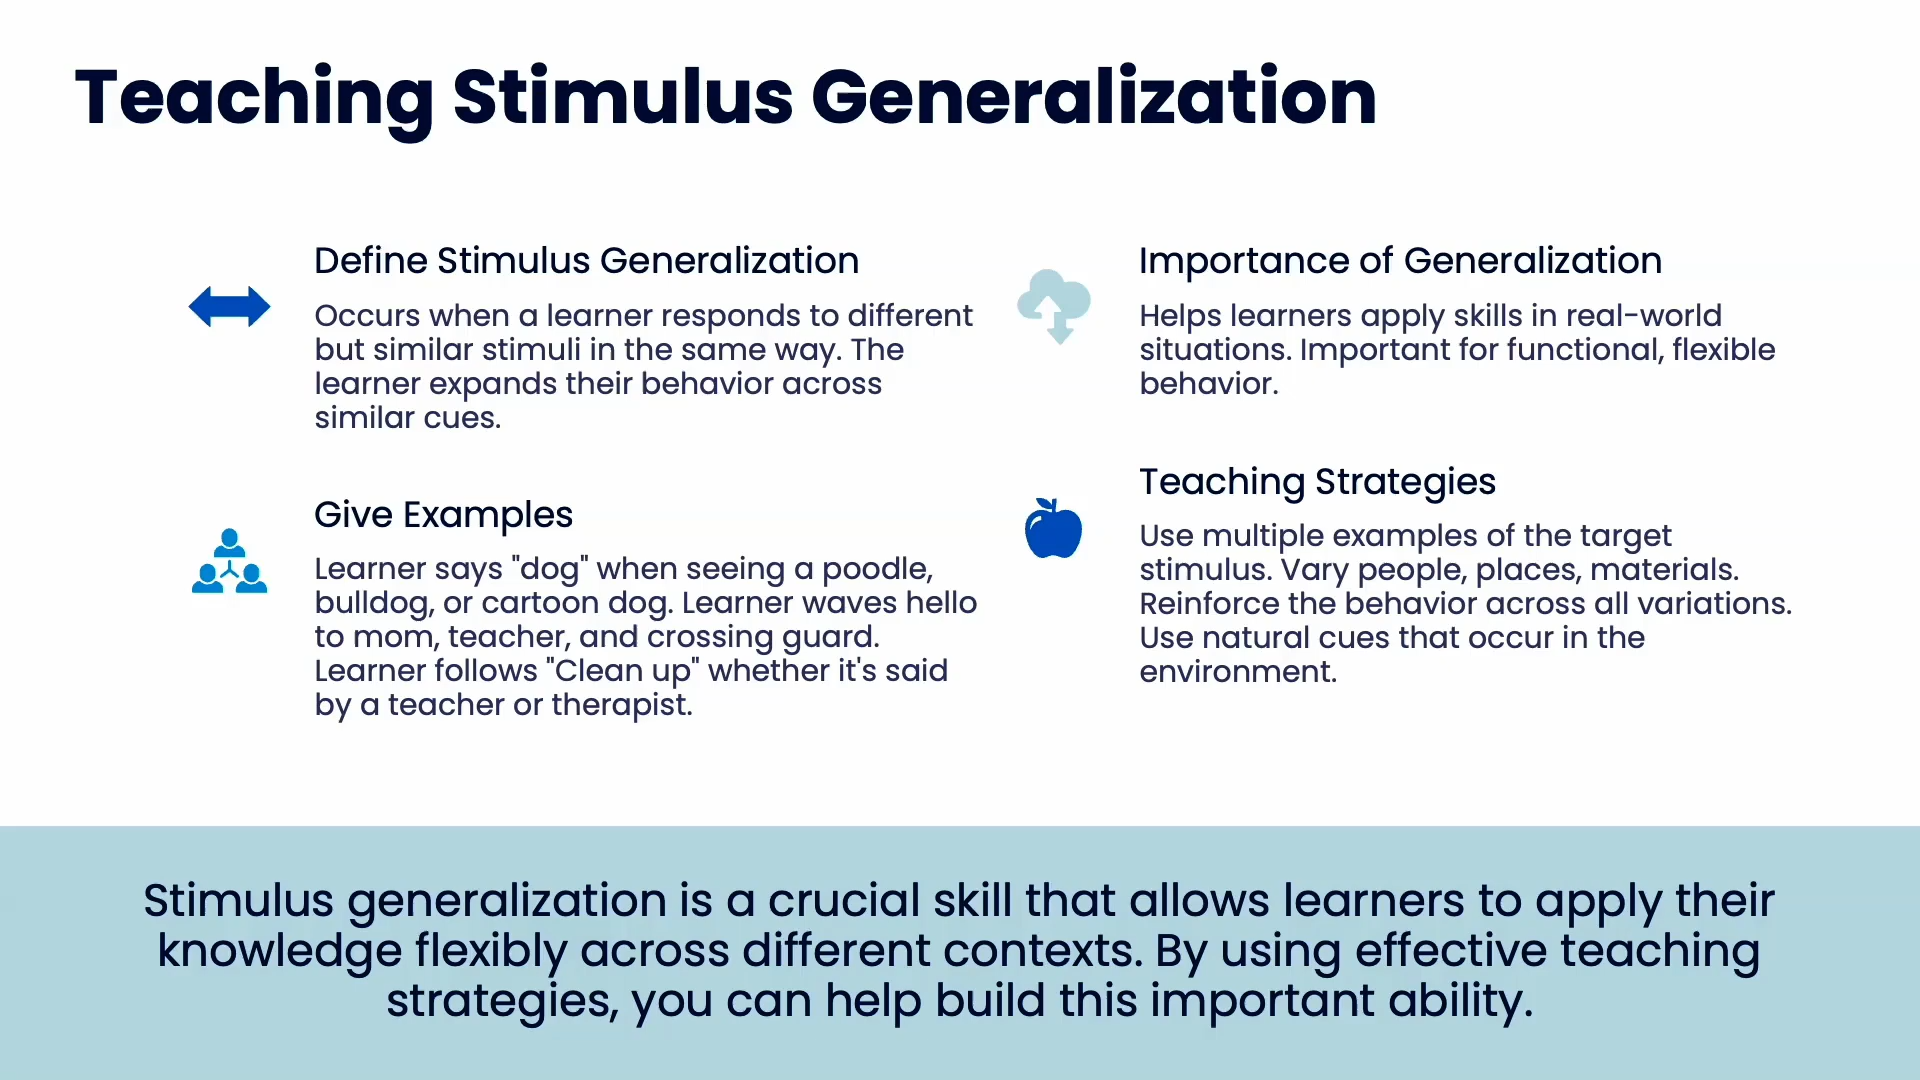 Teaching Stimulus Generalization
Define Stimulus Generalization
Occurs when a learner responds to different
but similar stimuli in the same way. The
learner expands their behavior across
similar cues.
Give Examples
Learner says "dog" when seeing a poodle,
bulldog, or cartoon dog. Learner waves hello
to mom, teacher, and crossing guard.
Learner follows "Clean up" whether it's said
by a teacher or therapist.
Importance of Generalization
Helps learners apply skills in real-world
situations. Important for functional, flexible
behavior.
Teaching Strategies
Use multiple examples of the target
stimulus. Vary people, places, materials.
Reinforce the behavior across all variations.
Use natural cues that occur in the
environment.
Stimulus generalization is a crucial skill that allows learners to apply their
knowledge flexibly across different contexts. By using effective teaching
strategies, you can help build this important ability.